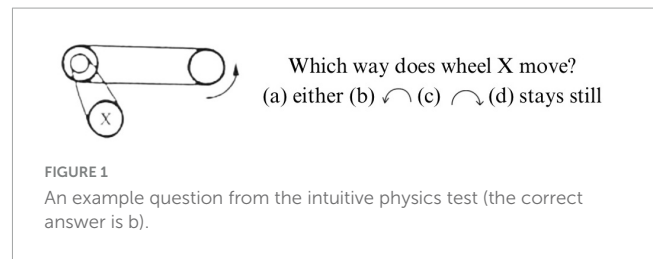 X
Which way does wheel X move?
(a) either (b) (c) (d) stays still
FIGURE 1
An example question from the intuitive physics test (the correct
answer is b).